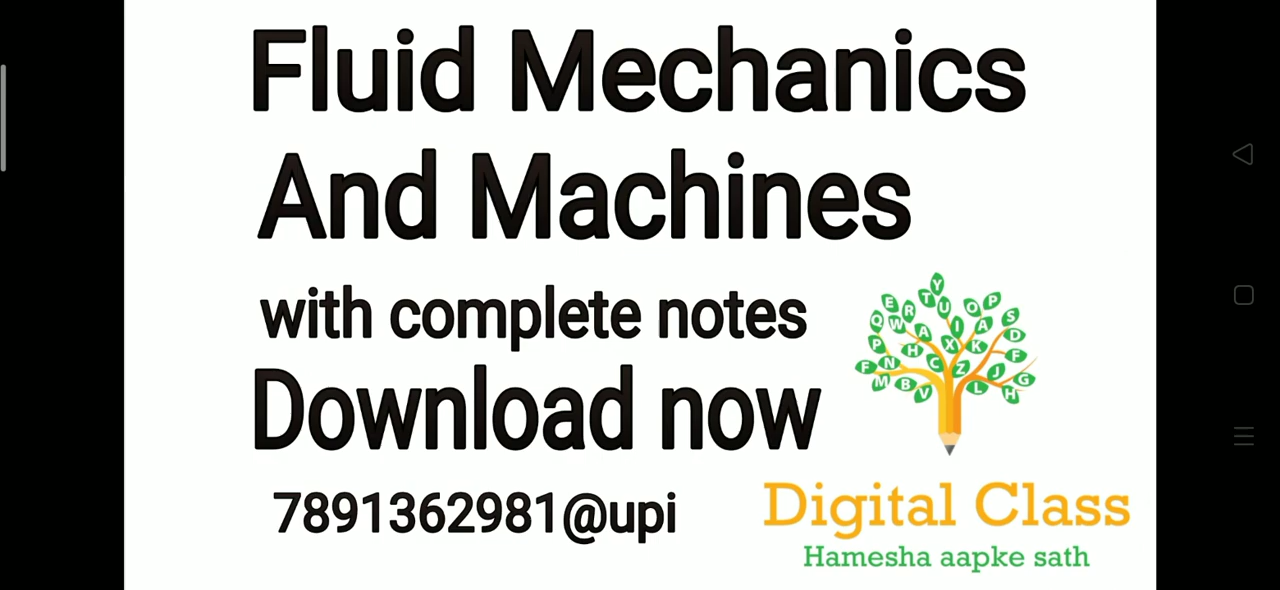 Fluid Mechanics
And Machines
with complete notes
Download now
7891362981@upi
Y
E R T U O P
Q W A I A S
P H X K D
F N C Z J F
M B V L H G
Digital Class
Hamesha aapke sath